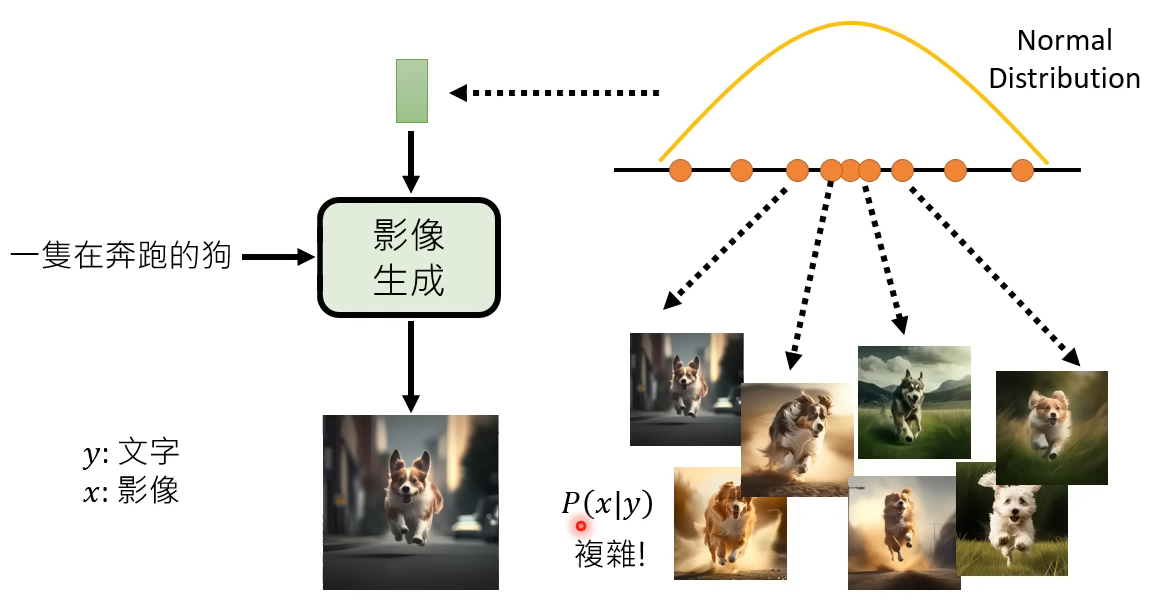 Normal
Distribution
影像
生成
一隻在奔跑的狗
y: 文字
x: 影像
P(x|y)
複雜!